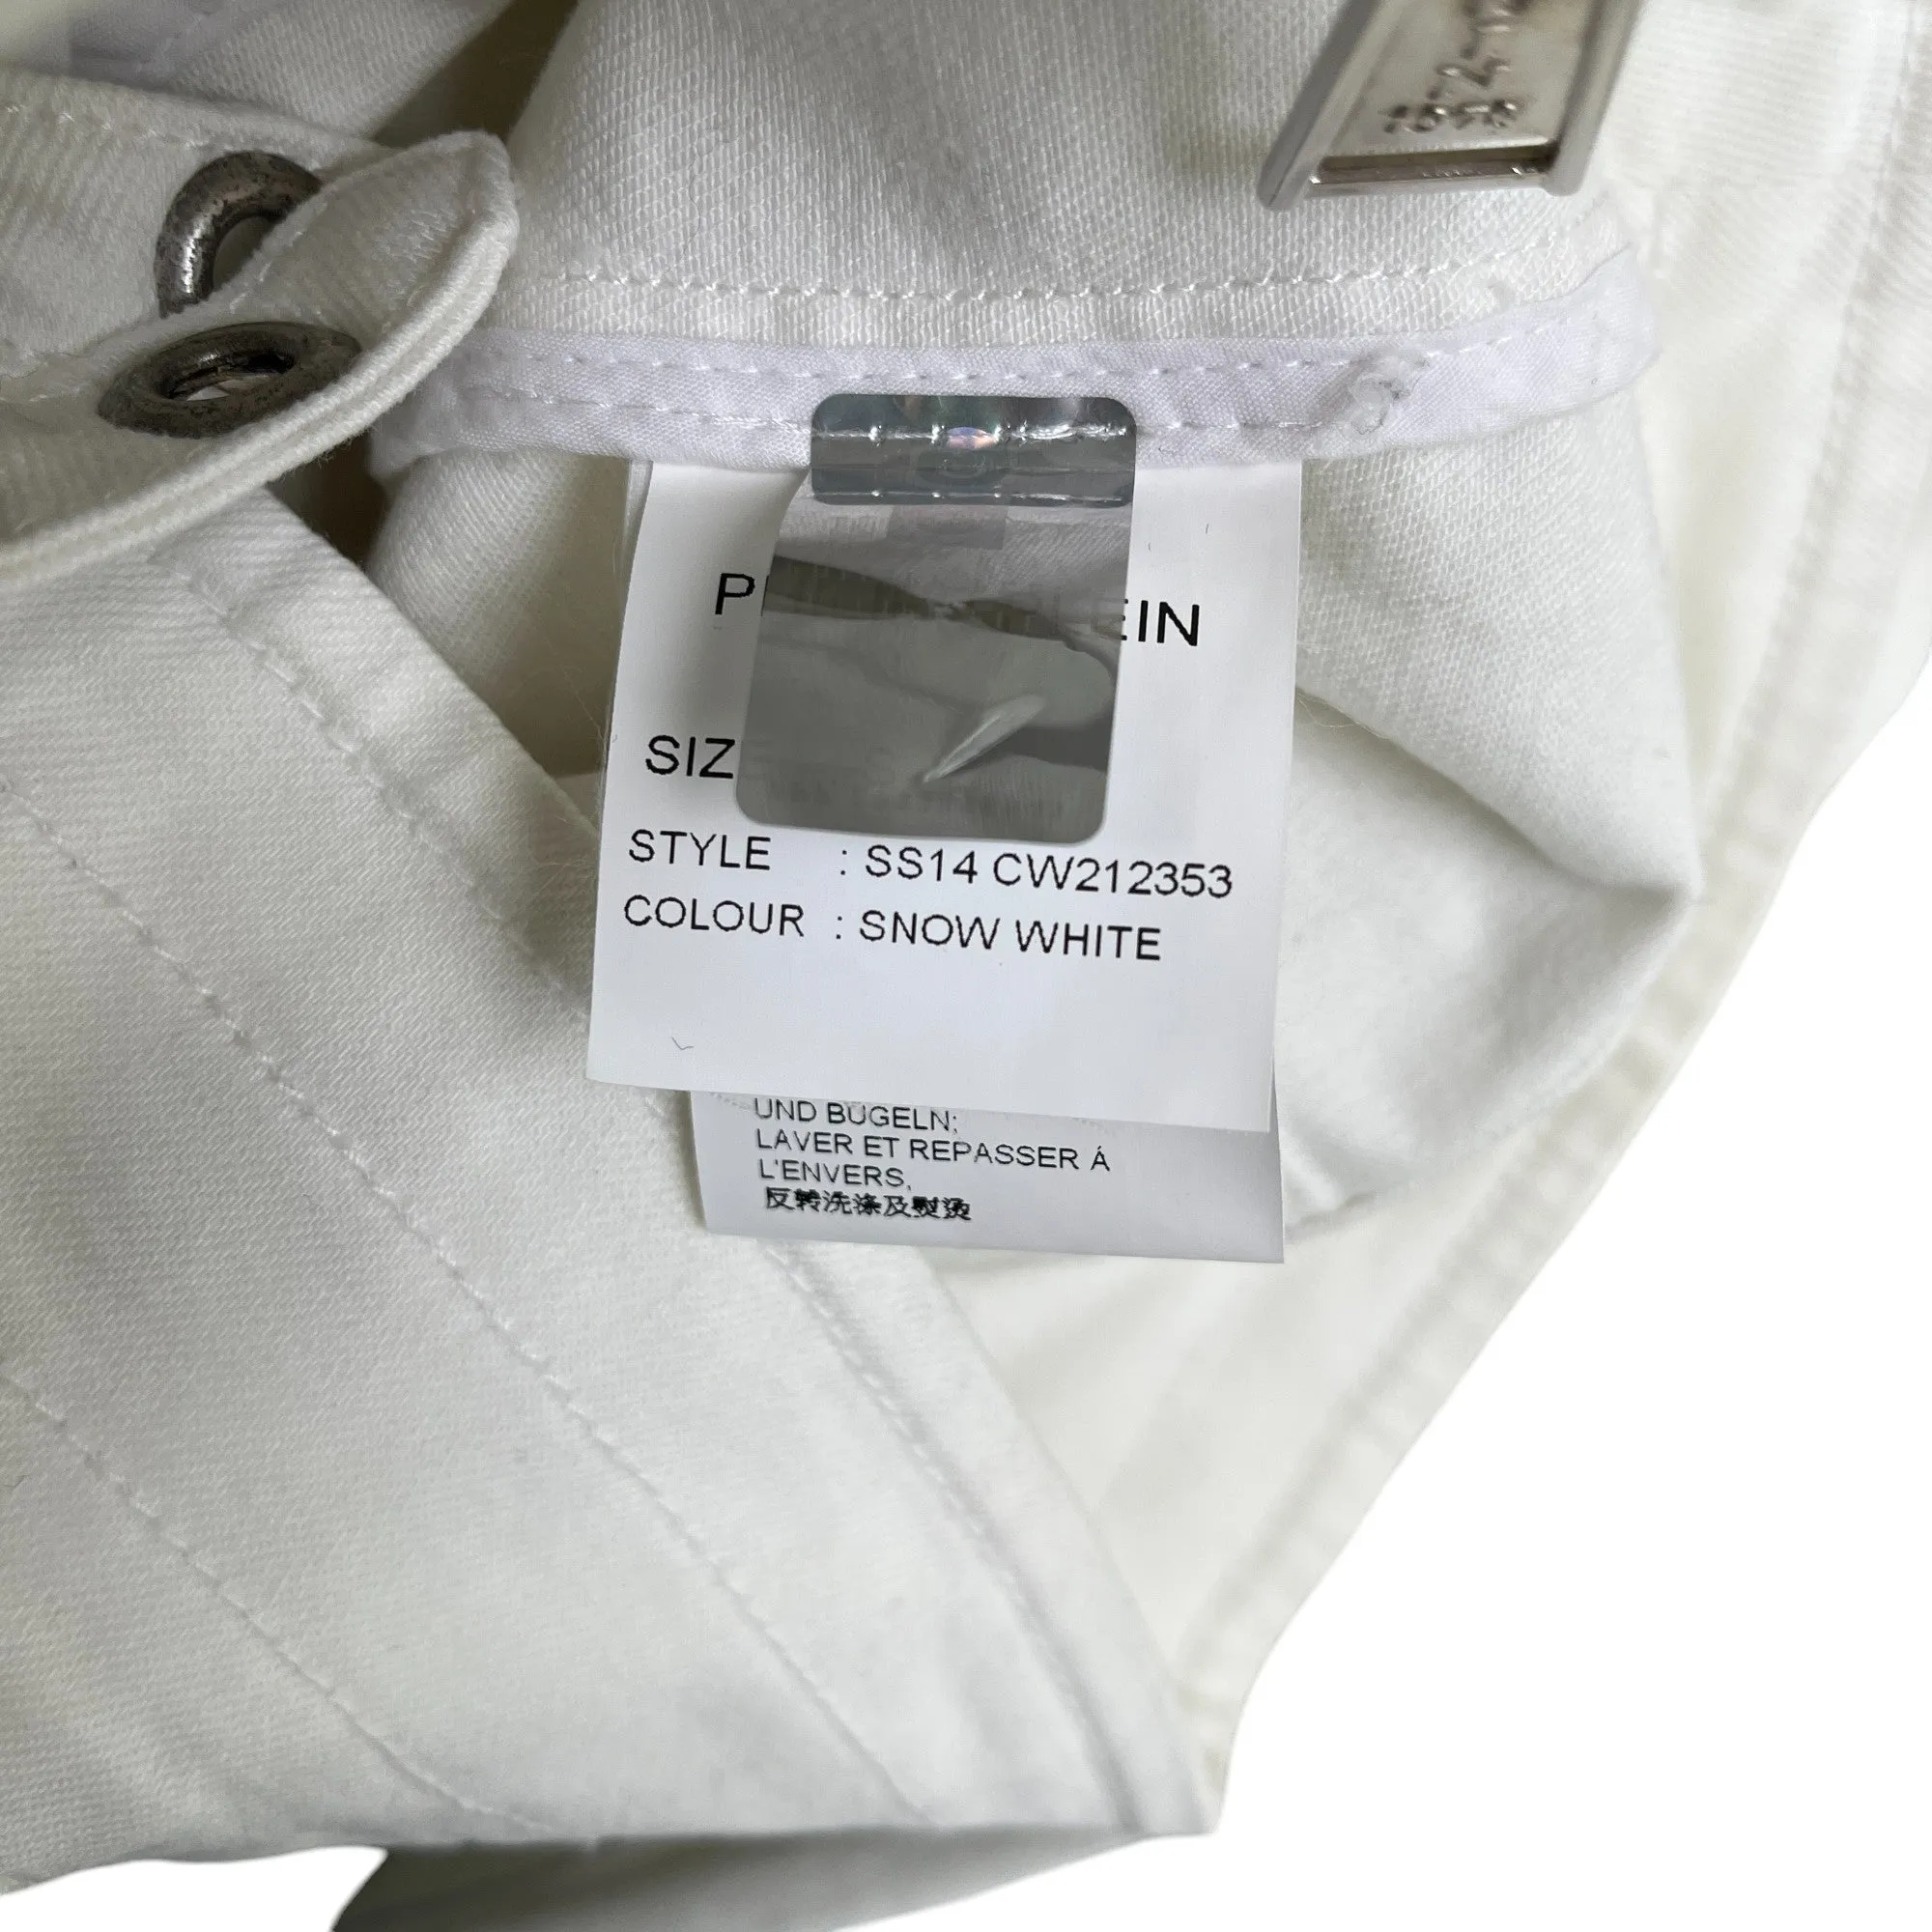 P EIN
SIZ
STYLE : SS14 CW212353
COLOUR : SNOW WHITE
UND BÜGELN;
LAVER ET REPASSER Á
L'ENVERS,
反转洗涤及熨烫